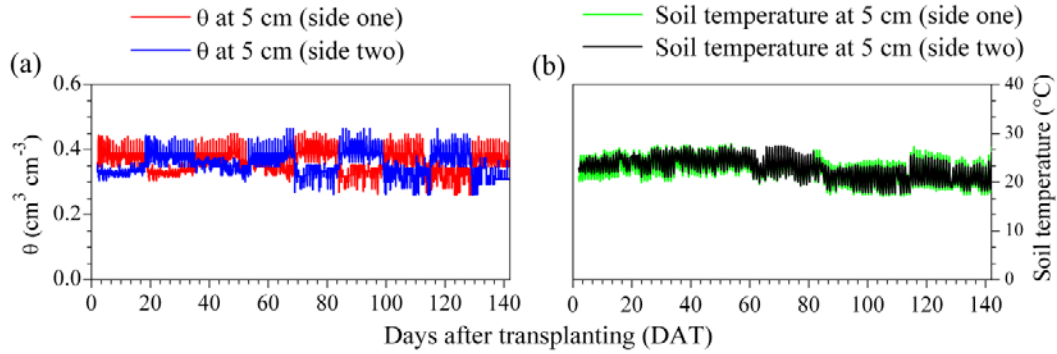 θ at 5 cm (side one)
θ at 5 cm (side two)
Soil temperature at 5 cm (side one)
Soil temperature at 5 cm (side two)
(a)
(b)
θ (cm³ cm⁻³)
0.6
0.4
0.2
0.0
0 20 40 60 80 100 120 140
0 20 40 60 80 100 120 140
40
30
20
10
0
Soil temperature (°C)
Days after transplanting (DAT)